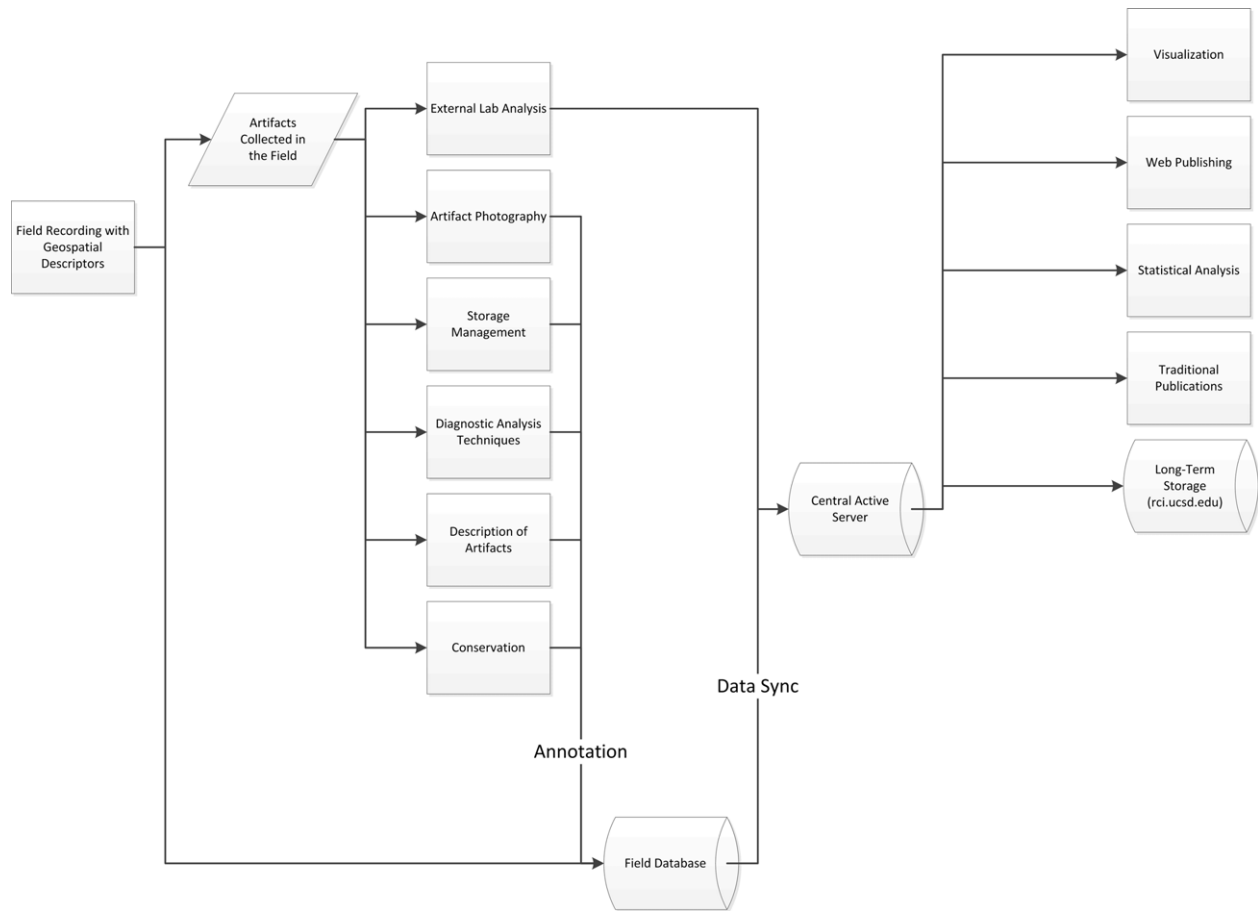 Field Recording with
Geospatial
Descriptors
Artifacts
Collected in
the Field
External Lab Analysis
Artifact Photography
Storage
Management
Diagnostic Analysis
Techniques
Description of
Artifacts
Conservation
Annotation
Field Database
Data Sync
Central Active
Server
Visualization
Web Publishing
Statistical Analysis
Traditional
Publications
Long-Term
Storage
(rci.ucsd.edu)